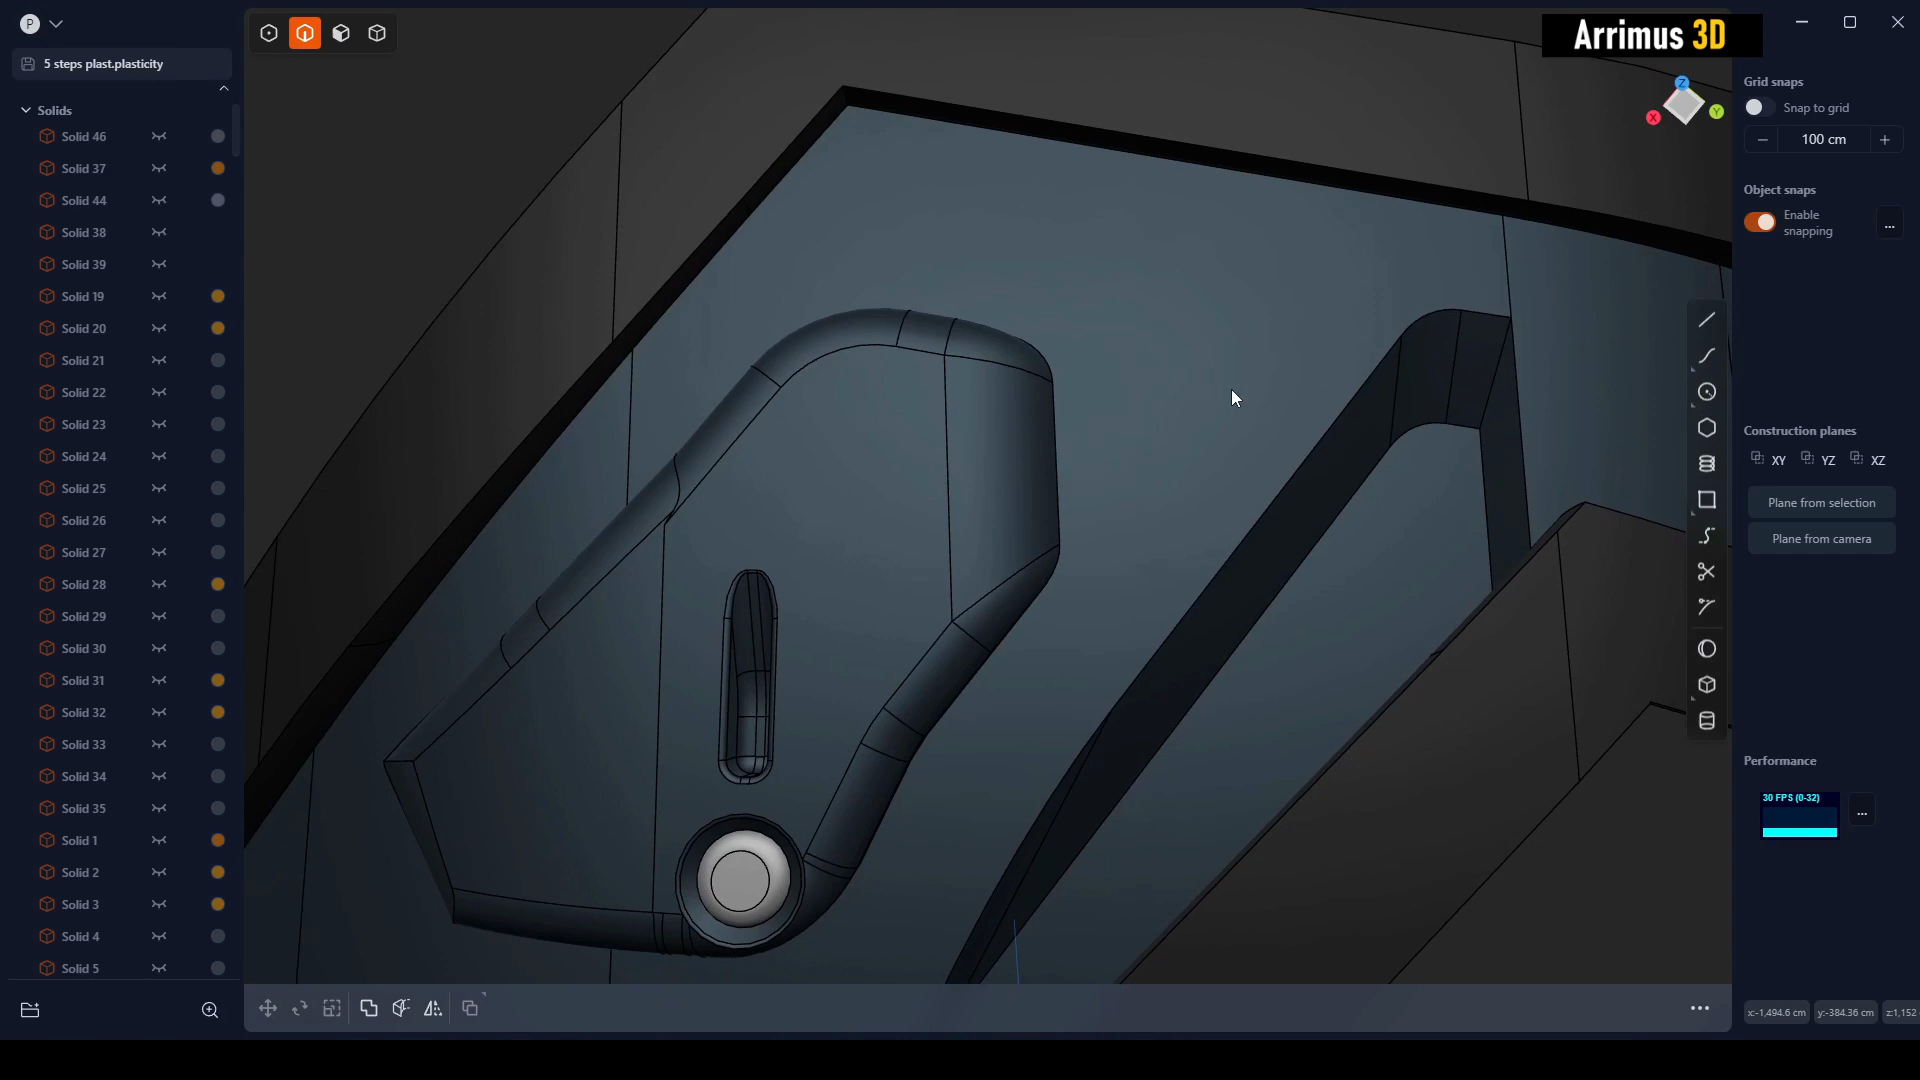 P
5 steps plast.plasticity
Solids
Solid 46
Solid 37
Solid 44
Solid 38
Solid 39
Solid 19
Solid 20
Solid 21
Solid 22
Solid 23
Solid 24
Solid 25
Solid 26
Solid 27
Solid 28
Solid 29
Solid 30
Solid 31
Solid 32
Solid 33
Solid 34
Solid 35
Solid 1
Solid 2
Solid 3
Solid 4
Solid 5
Arrimus 3D
Z
X
Y
Grid snaps
Snap to grid
100 cm
Object snaps
Enable
snapping
...
Construction planes
XY YZ XZ
Plane from selection
Plane from camera
Performance
30 FPS (0-32)
...
x:-1,494.6 cm y:-384.36 cm z:1,152